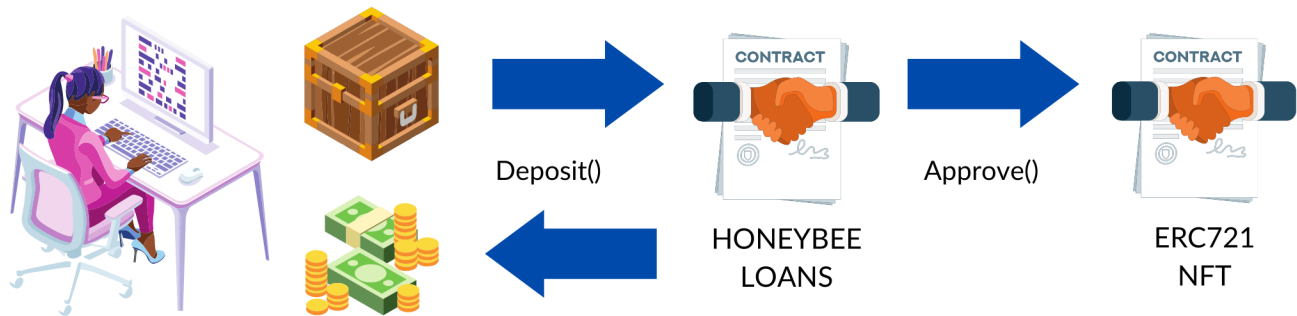 CONTRACT
CONTRACT
Deposit()
Approve()
HONEYBEE
LOANS
ERC721
NFT